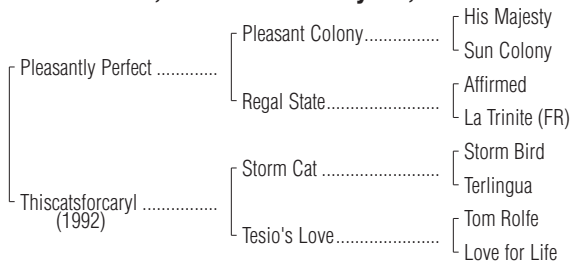 His Majesty
Pleasant Colony................
Sun Colony
Pleasantly Perfect .............
Affirmed
Regal State........................
La Trinite (FR)
Storm Bird
Storm Cat .........................
Terlingua
Thiscatsforcaryl ................
(1992)
Tom Rolfe
Tesio's Love......................
Love for Life